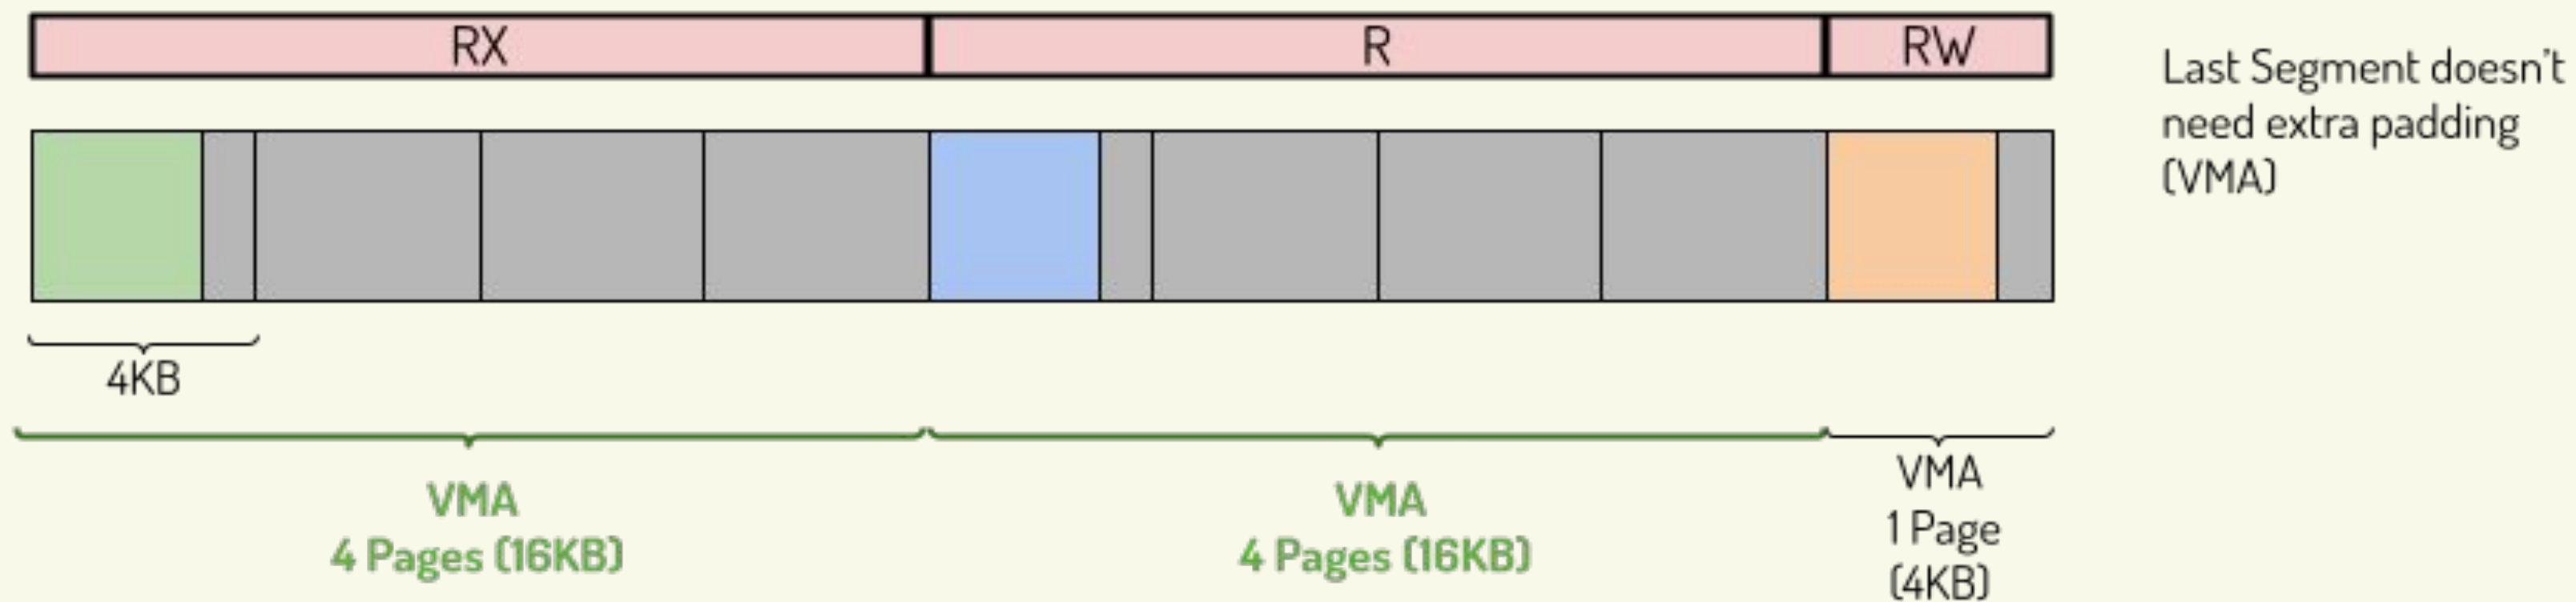 RX
R
RW
Last Segment doesn't
need extra padding
(VMA)
4KB
VMA
4 Pages (16KB)
VMA
4 Pages (16KB)
VMA
1 Page
(4KB)